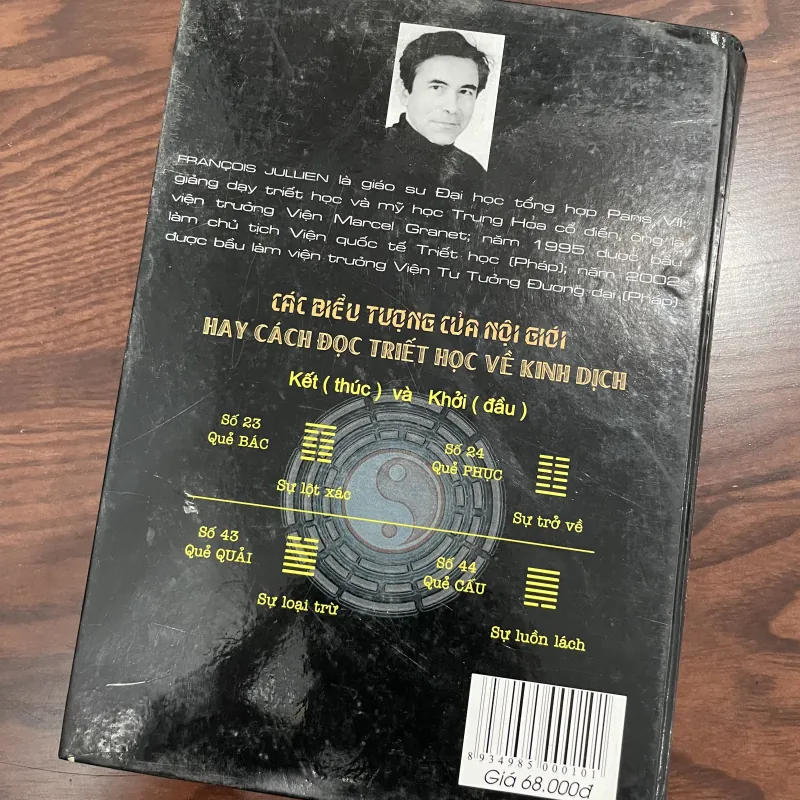 FRANÇOIS JULLIEN là giáo sư Đại học tổng hợp Paris VII;
giảng dạy triết học và mỹ học Trung Hòa cổ điển, ông là
viện trưởng Viện Marcel Granet; năm 1995 được bầu
làm chủ tịch Viện quốc tế Triết học (Pháp); năm 2002
được bầu làm viện trưởng Viện Tư Tưởng Đương đại (Pháp)
CÁC BIỂU TƯỢNG CỦA NỘI GIỚI
HAY CÁCH ĐỌC TRIẾT HỌC VỀ KINH DỊCH
Kết ( thúc ) và Khởi ( đầu )
Số 23
Quẻ BÁC
Sự lột xác
Số 24
Quẻ PHỤC
Sự trở về
Số 43
Quẻ QUẢI
Sự loại trừ
Số 44
Quẻ CẤU
Sự luồn lách
8 934985 000101
Giá 68.000đ